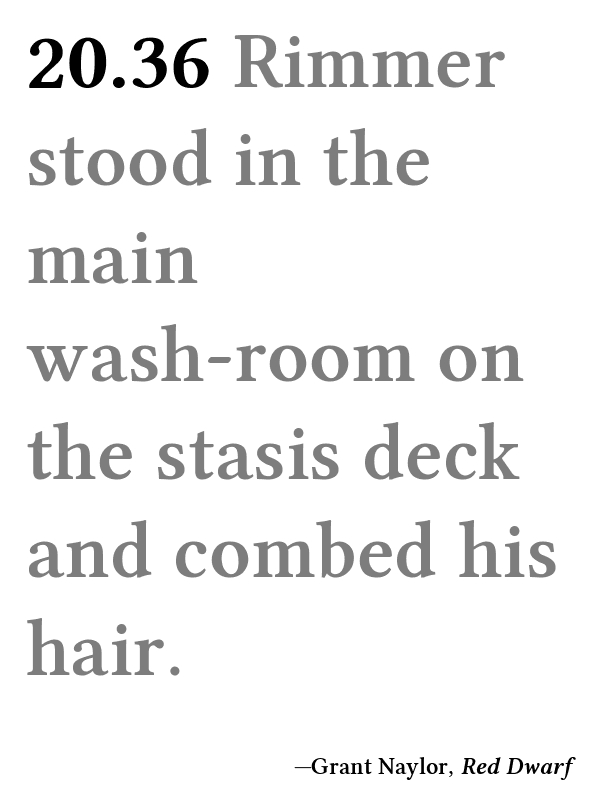 20.36 Rimmer
stood in the
main
wash-room on
the stasis deck
and combed his
hair.
—Grant Naylor, Red Dwarf